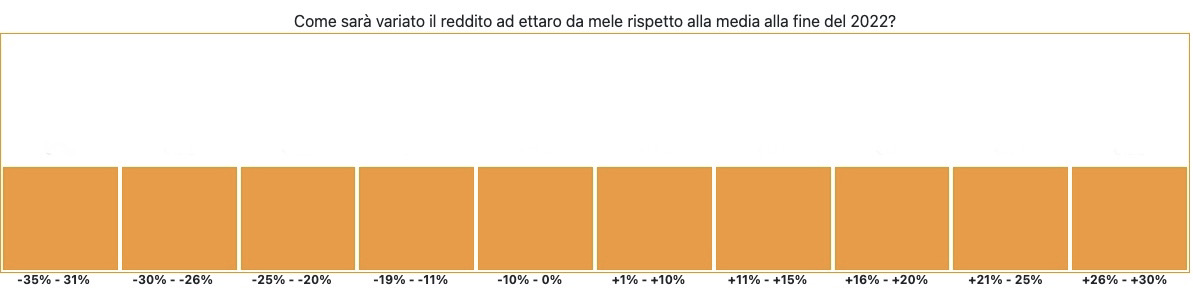 Come sarà variato il reddito ad ettaro da mele rispetto alla media alla fine del 2022?
-35% - 31% -30% - -26% -25% - -20% -19% - -11% -10% - 0% +1% - +10% +11% - +15% +16% - +20% +21% - 25% +26% - +30%